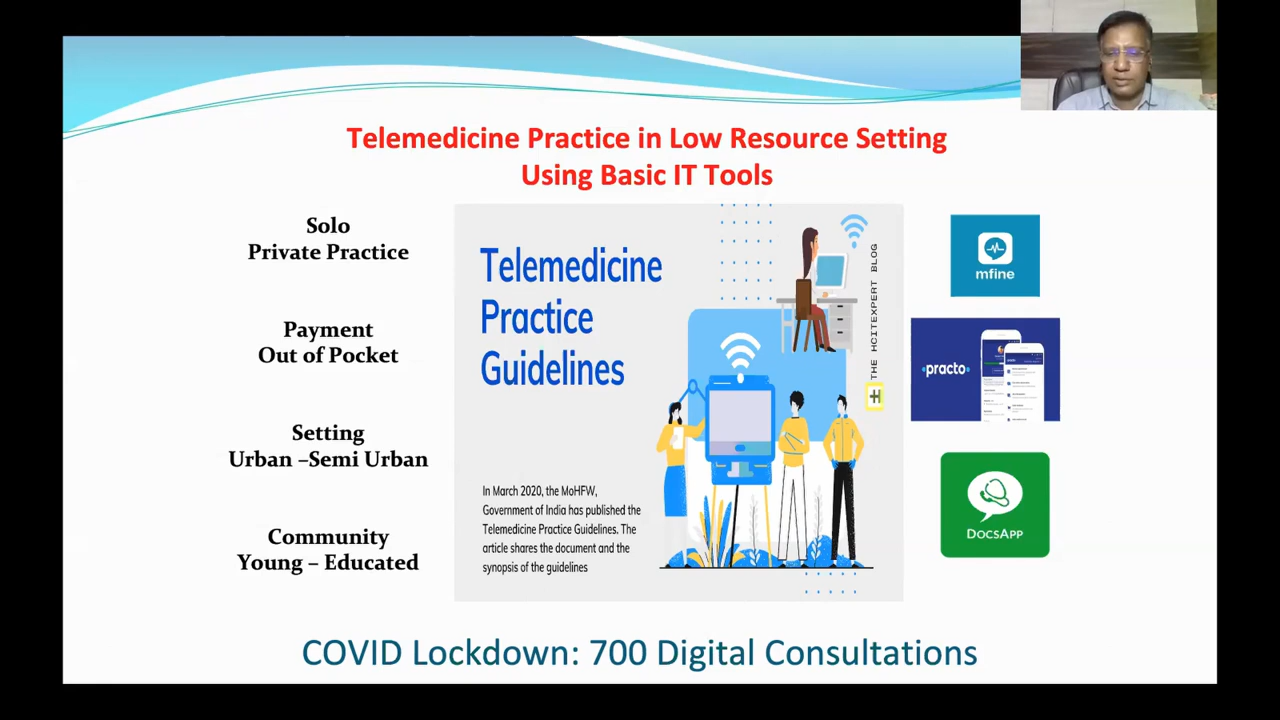 Telemedicine Practice in Low Resource Setting
Using Basic IT Tools
Solo
Private Practice
Payment
Out of Pocket
Setting
Urban –Semi Urban
Community
Young – Educated
Telemedicine
Practice
Guidelines
In March 2020, the MoHFW,
Government of India has published the
Telemedicine Practice Guidelines. The
article shares the document and the
synopsis of the guidelines
THE HCITEXPERT BLOG
mfine
practo
DOCSAPP
COVID Lockdown: 700 Digital Consultations